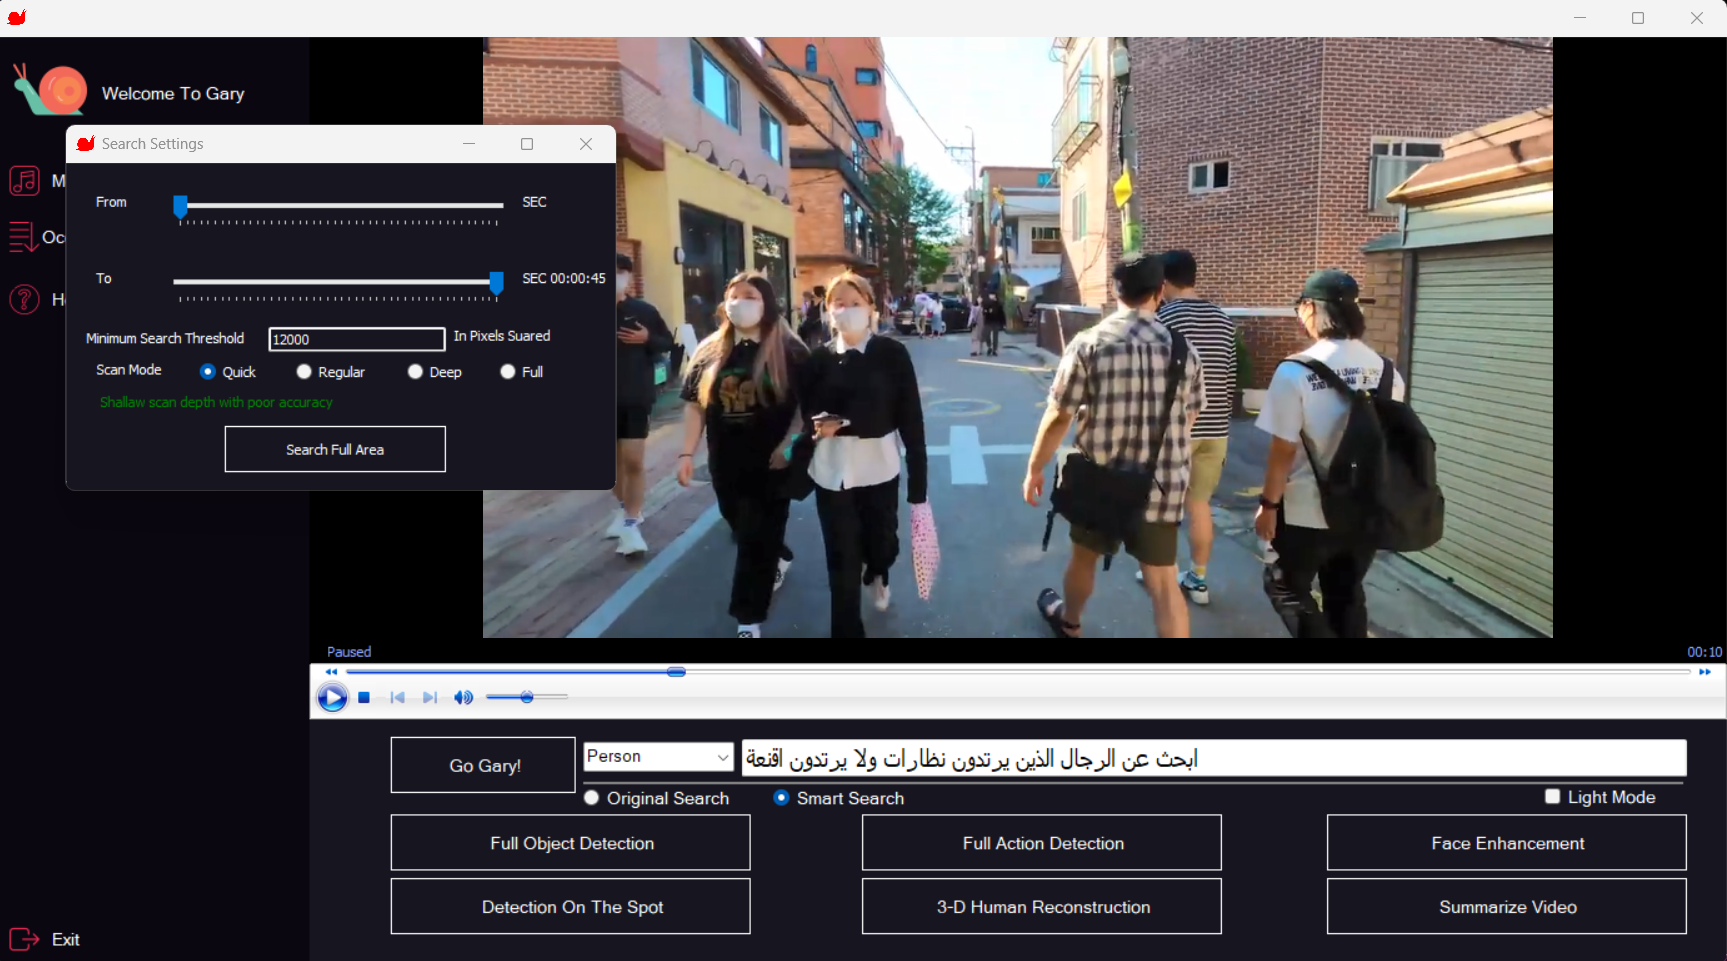 Welcome To Gary
Search Settings
From
SEC
To
SEC 00:00:45
Minimum Search Threshold
12000
In Pixels Suared
Scan Mode
Quick
Regular
Deep
Full
Shallaw scan depth with poor accuracy
Search Full Area
Paused
00:10
Go Gary!
Person
ابحث عن الرجال الذين يرتدون نظارات ولا يرتدون اقنعة
Original Search
Smart Search
Light Mode
Full Object Detection
Full Action Detection
Face Enhancement
Detection On The Spot
3-D Human Reconstruction
Summarize Video
Exit